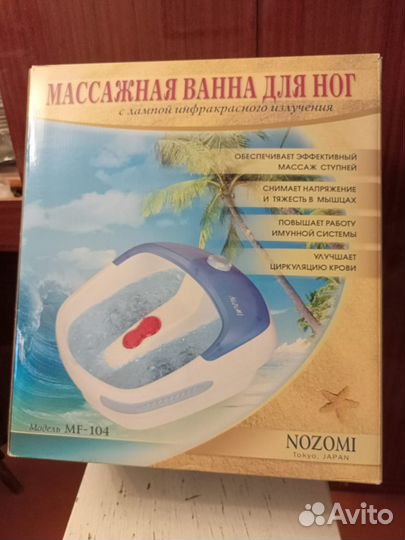 МАССАЖНАЯ ВАННА ДЛЯ НОГ
с лампой инфракрасного излучения
ОБЕСПЕЧИВАЕТ ЭФФЕКТИВНЫЙ
МАССАЖ СТУПНЕЙ
СНИМАЕТ НАПРЯЖЕНИЕ
И ТЯЖЕСТЬ В МЫШЦАХ
ПОВЫШАЕТ РАБОТУ
ИМУННОЙ СИСТЕМЫ
УЛУЧШАЕТ
ЦИРКУЛЯЦИЮ КРОВИ
NOZOMI
Модель MF-104
NOZOMI
Tokyo, JAPAN
Avito